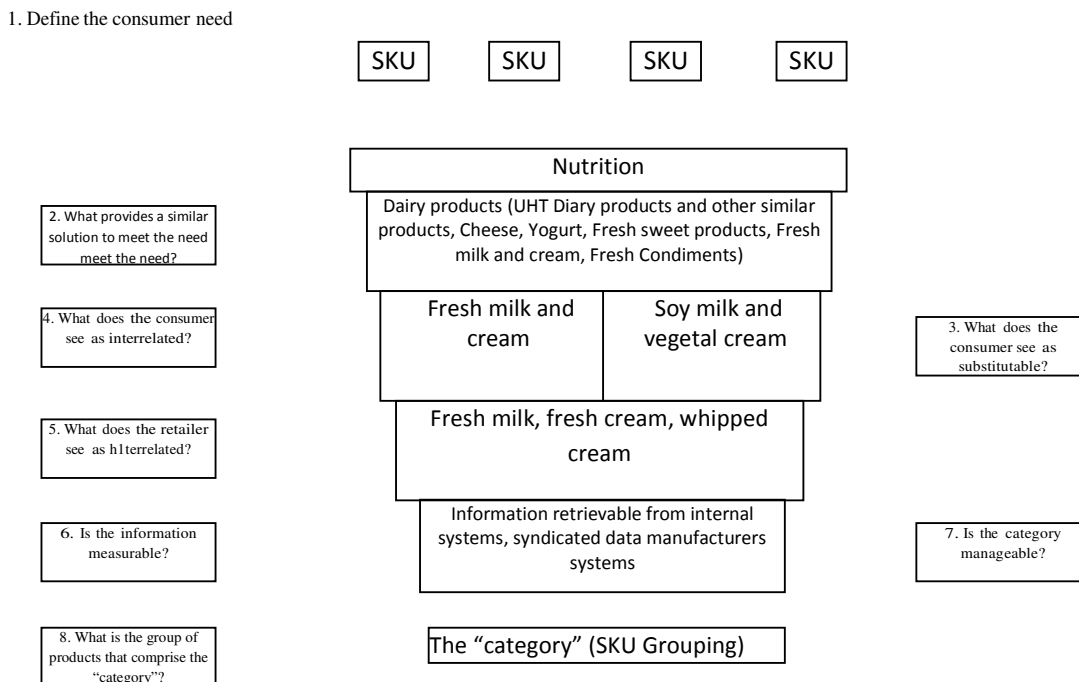 1. Define the consumer need
SKU SKU SKU SKU
Nutrition
2. What provides a similar
solution to meet the need
meet the need?
Dairy products (UHT Diary products and other similar
products, Cheese, Yogurt, Fresh sweet products, Fresh
milk and cream, Fresh Condiments)
4. What does the consumer
see as interrelated?
Fresh milk and
cream
Soy milk and
vegetal cream
3. What does the
consumer see as
substitutable?
5. What does the retailer
see as h1terrelated?
Fresh milk, fresh cream, whipped
cream
6. Is the information
measurable?
Information retrievable from internal
systems, syndicated data manufacturers
systems
7. Is the category
manageable?
8. What is the group of
products that comprise the
“category”?
The “category” (SKU Grouping)